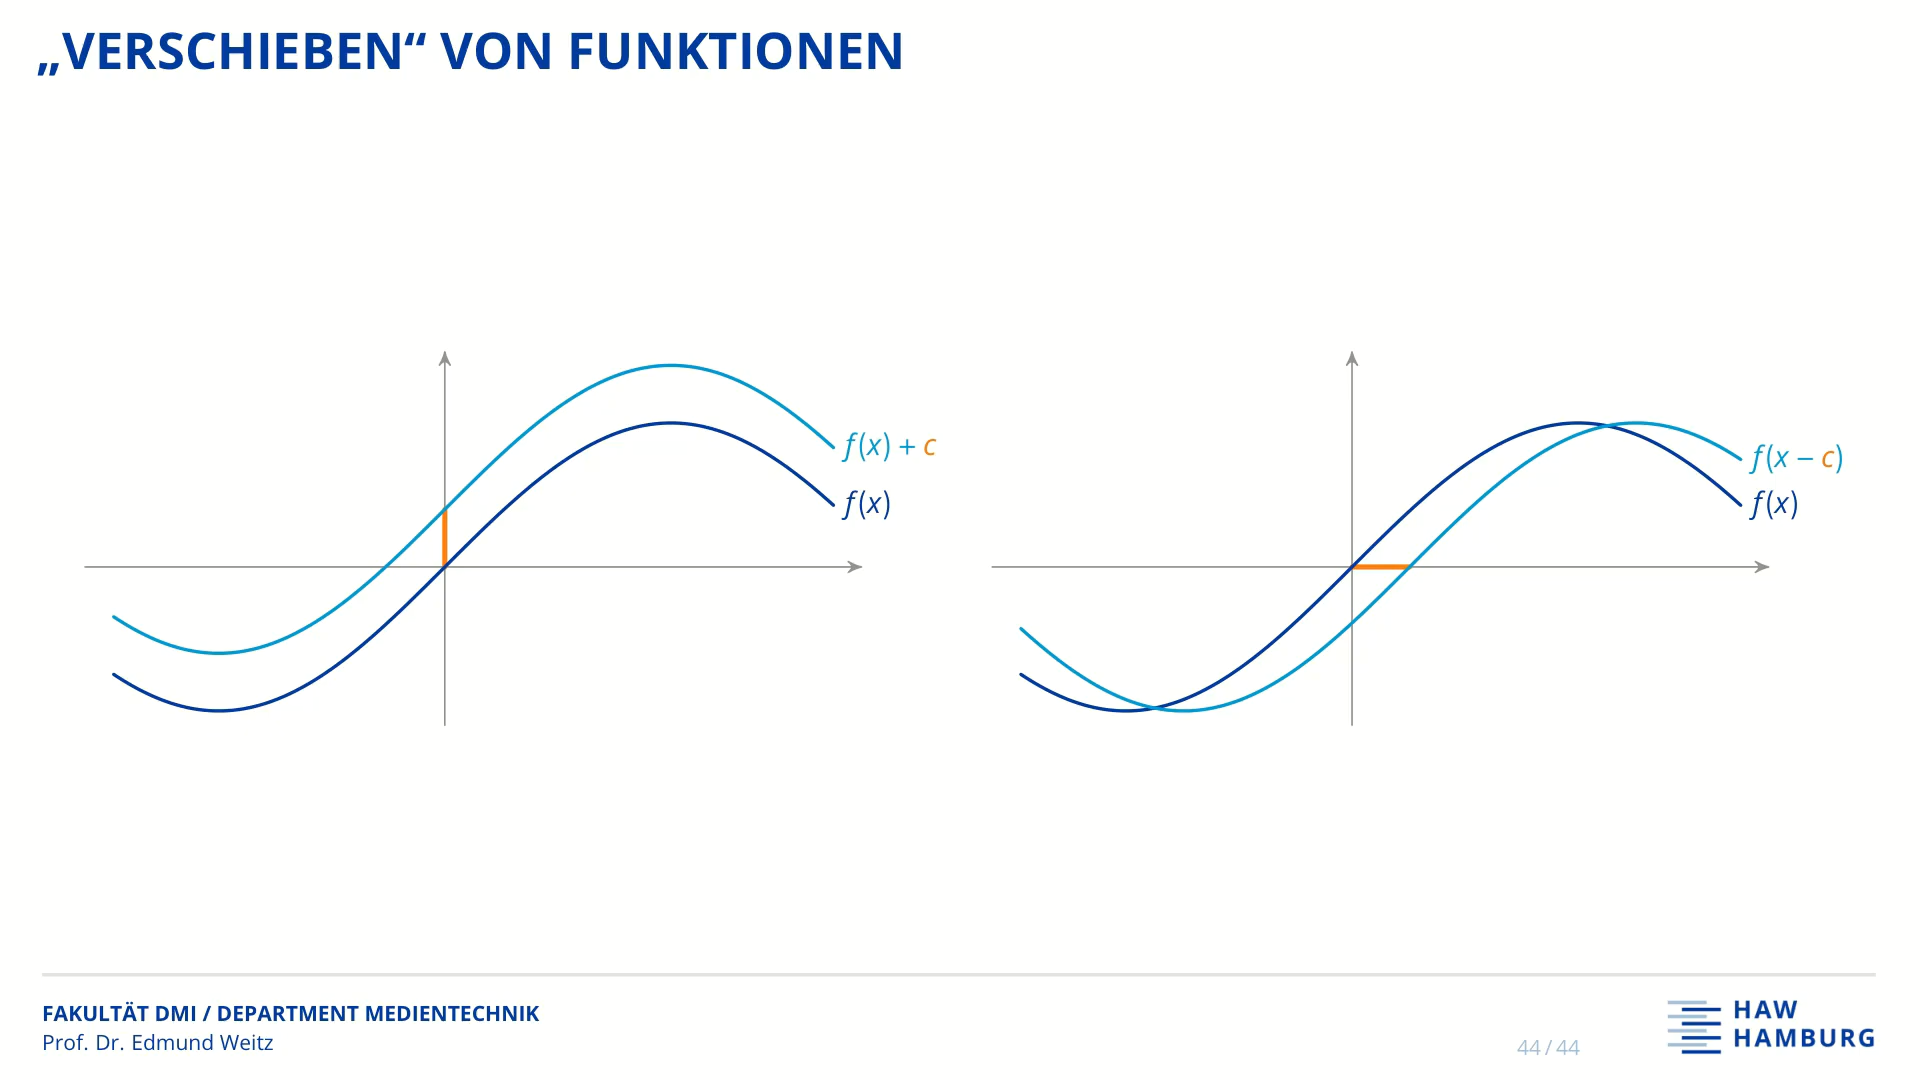 „VERSCHIEBEN“ VON FUNKTIONEN
f(x) + c
f(x)
f(x − c)
f(x)
FAKULTÄT DMI / DEPARTMENT MEDIENTECHNIK
Prof. Dr. Edmund Weitz
44 / 44
HAW
HAMBURG